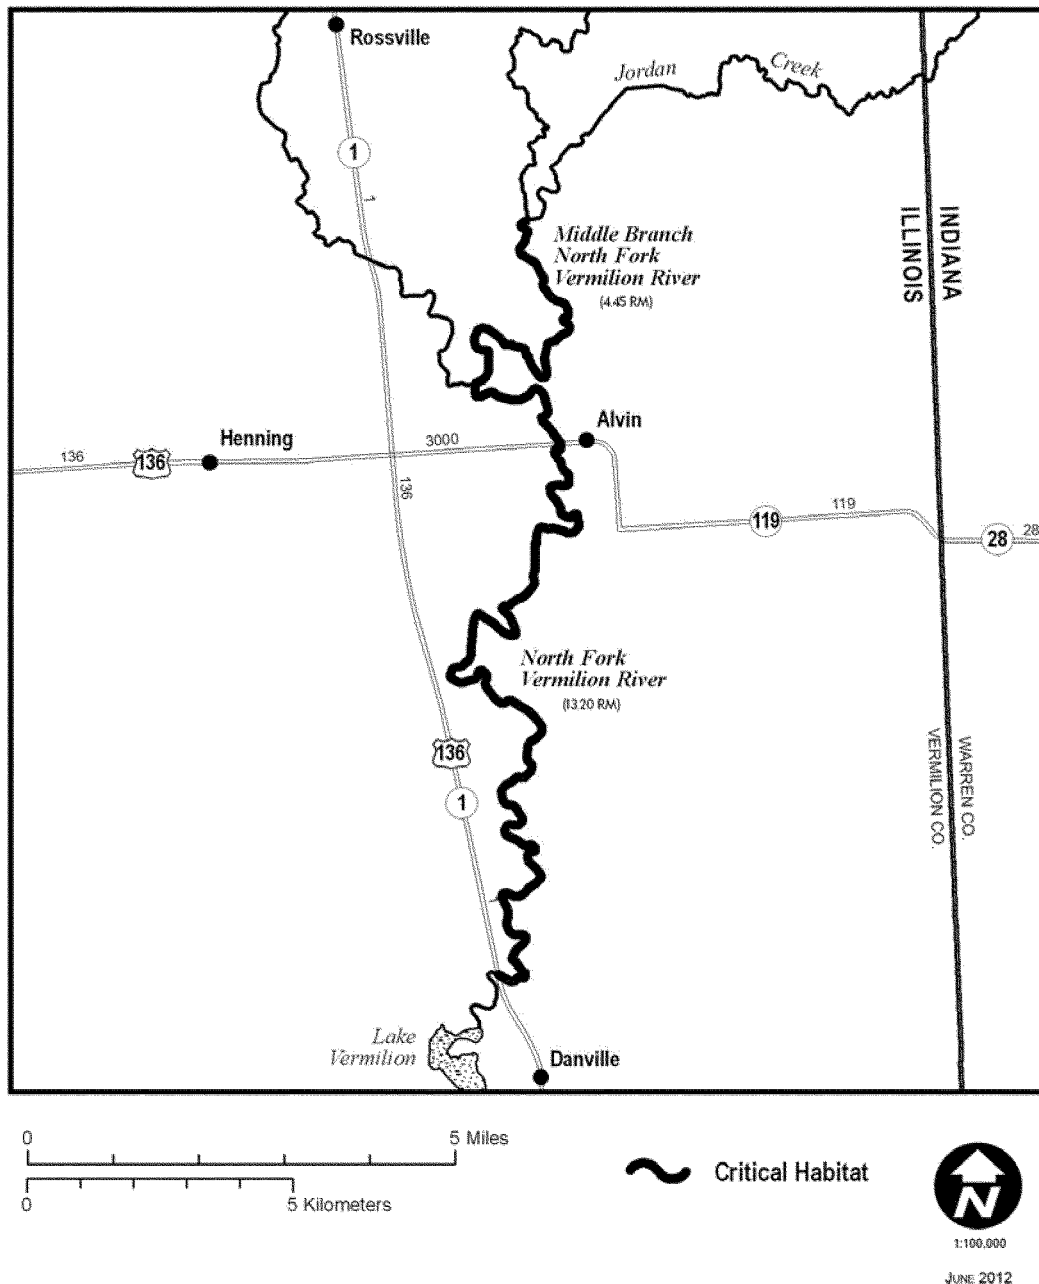 Rossville
Jordan Creek
1
1
INDIANA
ILLINOIS
Middle Branch
North Fork
Vermilion River
(4.45 RM)
Alvin
Henning
3000
136
136
136
119
119
28
28
North Fork
Vermilion River
(13.20 RM)
136
1
WARREN CO.
VERMILION CO.
Lake
Vermilion
Danville
0
5 Miles
0
5 Kilometers
Critical Habitat
N
1:100,000
JUNE 2012